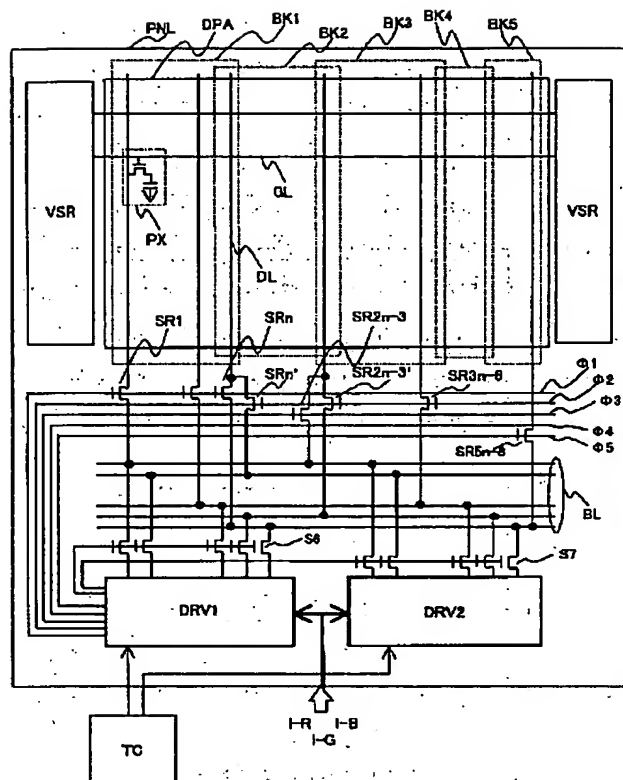 PNL DPA BK1 BK2 BK3 BK4 BK5
VSR VSR
GL
PX
DL
SR1 SRn SR2n-3
SRn' SR2n-3' SR3n-6
Φ1
Φ2
Φ3
Φ4
Φ5
SR5n-8
BL
S6 S7
DRV1 DRV2
I-R I-B
I-G
TC